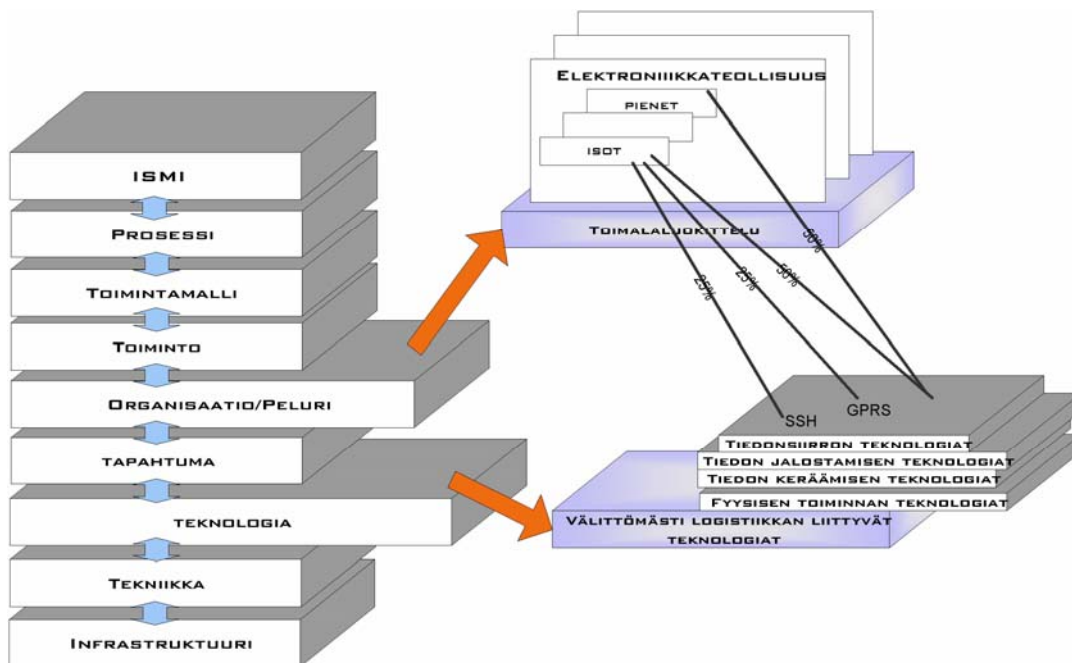 ISMI
PROSESSI
TOIMINTAMALLI
TOIMINTO
ORGANISAATIO/PELURI
TAPAHTUMA
TEKNOLOGIA
TEKNIIKKA
INFRASTRUKTUURI
ELEKTRONIIKKATEOLLISUUS
PIENET
ISOT
TOIMALALUOKITTELU
25%
25%
50%
50%
SSH
GPRS
TIEDONSIIRRON TEKNOLOGIAT
TIEDON JALOSTAMISEN TEKNOLOGIAT
TIEDON KERÄÄMISEN TEKNOLOGIAT
FYYSISEN TOIMINNAN TEKNOLOGIAT
VÄLITTÖMÄSTI LOGISTIIKKAN LIITTYVÄT
TEKNOLOGIAT